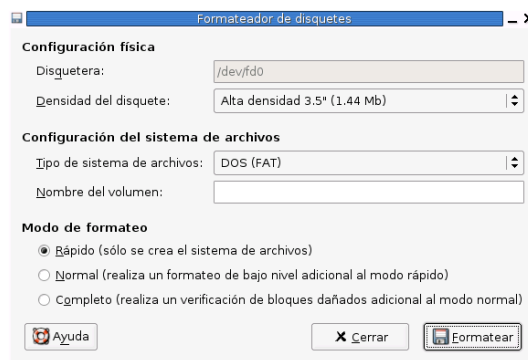 Formateador de disquetes
Configuración física
Disquetera: /dev/fd0
Densidad del disquete: Alta densidad 3.5" (1.44 Mb)
Configuración del sistema de archivos
Tipo de sistema de archivos: DOS (FAT)
Nombre del volumen:
Modo de formateo
Rápido (sólo se crea el sistema de archivos)
Normal (realiza un formateo de bajo nivel adicional al modo rápido)
Completo (realiza un verificación de bloques dañados adicional al modo normal)
Ayuda Cerrar Formatear